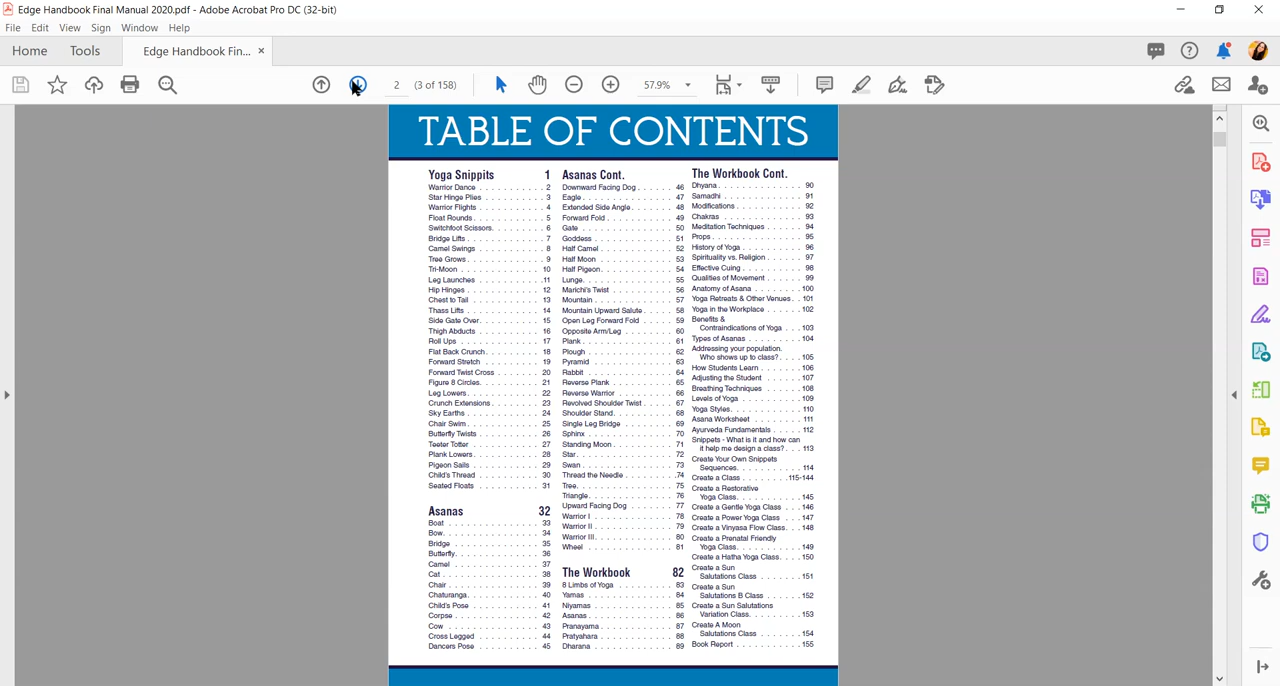 Edge Handbook Final Manual 2020.pdf - Adobe Acrobat Pro DC (32-bit)
File Edit View Sign Window Help
Home Tools Edge Handbook Fin... ×
2 (3 of 158) 57.9%
TABLE OF CONTENTS
Yoga Snippits 1
Warrior Dance . . . . . . . . . . . 2
Star Hinge Plies . . . . . . . . . . 3
Warrior Flights . . . . . . . . . . . 4
Float Rounds . . . . . . . . . . . 5
Switchfoot Scissors. . . . . . . . . 6
Bridge Lifts . . . . . . . . . . . . 7
Camel Swings . . . . . . . . . . . 8
Tree Grows . . . . . . . . . . . . 9
Tri-Moon . . . . . . . . . . . . 10
Leg Launches . . . . . . . . . . .11
Hip Hinges . . . . . . . . . . . 12
Chest to Tail . . . . . . . . . . . 13
Thass Lifts . . . . . . . . . . . 14
Side Gate Over. . . . . . . . . . 15
Thigh Abducts . . . . . . . . . . 16
Roll Ups . . . . . . . . . . . . 17
Flat Back Crunch. . . . . . . . . 18
Forward Stretch . . . . . . . . . 19
Forward Twist Cross . . . . . . . 20
Figure 8 Circles. . . . . . . . . . 21
Leg Lowers. . . . . . . . . . . . 22
Crunch Extensions. . . . . . . . . 23
Sky Earths . . . . . . . . . . . . 24
Chair Swim . . . . . . . . . . . . 25
Butterfly Twists . . . . . . . . . . 26
Teeter Totter . . . . . . . . . . . 27
Plank Lowers. . . . . . . . . . . 28
Pigeon Sails . . . . . . . . . . . 29
Child's Thread . . . . . . . . . . 30
Seated Floats . . . . . . . . . . 31
Asanas 32
Boat . . . . . . . . . . . . . . 33
Bow. . . . . . . . . . . . . . . 34
Bridge . . . . . . . . . . . . . 35
Butterfly. . . . . . . . . . . . . 36
Camel . . . . . . . . . . . . . 37
Cat . . . . . . . . . . . . . . . 38
Chair . . . . . . . . . . . . . . 39
Chaturanga. . . . . . . . . . . . 40
Child's Pose . . . . . . . . . . . 41
Corpse . . . . . . . . . . . . . 42
Cow . . . . . . . . . . . . . . 43
Cross Legged . . . . . . . . . . 44
Dancers Pose . . . . . . . . . . 45
Asanas Cont.
Downward Facing Dog . . . . . . 46
Eagle . . . . . . . . . . . . . . 47
Extended Side Angle. . . . . . . 48
Forward Fold . . . . . . . . . . . 49
Gate . . . . . . . . . . . . . . 50
Goddess . . . . . . . . . . . . 51
Half Camel . . . . . . . . . . . . 52
Half Moon . . . . . . . . . . . . 53
Half Pigeon. . . . . . . . . . . . 54
Lunge. . . . . . . . . . . . . . 55
Marichi's Twist . . . . . . . . . . 56
Mountain . . . . . . . . . . . . 57
Mountain Upward Salute . . . . . 58
Open Leg Forward Fold . . . . . 59
Opposite Arm/Leg . . . . . . . . 60
Plank . . . . . . . . . . . . . . 61
Plough . . . . . . . . . . . . . 62
Pyramid . . . . . . . . . . . . . 63
Rabbit . . . . . . . . . . . . . 64
Reverse Plank . . . . . . . . . . 65
Reverse Warrior . . . . . . . . . 66
Revolved Shoulder Twist . . . . . 67
Shoulder Stand. . . . . . . . . . 68
Single Leg Bridge . . . . . . . . 69
Sphinx . . . . . . . . . . . . . 70
Standing Moon . . . . . . . . . . 71
Star. . . . . . . . . . . . . . . 72
Swan . . . . . . . . . . . . . . 73
Thread the Needle . . . . . . . .74
Tree. . . . . . . . . . . . . . . 75
Triangle. . . . . . . . . . . . . 76
Upward Facing Dog . . . . . . . 77
Warrior I . . . . . . . . . . . . 78
Warrior II . . . . . . . . . . . . 79
Warrior III. . . . . . . . . . . . 80
Wheel . . . . . . . . . . . . . 81
The Workbook 82
8 Limbs of Yoga . . . . . . . . . 83
Yamas . . . . . . . . . . . . . 84
Niyamas . . . . . . . . . . . . 85
Asanas . . . . . . . . . . . . . 86
Pranayama . . . . . . . . . . . . 87
Pratyahara . . . . . . . . . . . 88
Dharana . . . . . . . . . . . . 89
The Workbook Cont.
Dhyana . . . . . . . . . . . . . 90
Samadhi . . . . . . . . . . . . 91
Modifications . . . . . . . . . . . 92
Chakras . . . . . . . . . . . . 93
Meditation Techniques . . . . . . 94
Props . . . . . . . . . . . . . . 95
History of Yoga . . . . . . . . . . 96
Spirituality vs. Religion . . . . . . 97
Effective Cuing . . . . . . . . . . 98
Qualities of Movement . . . . . . 99
Anatomy of Asana . . . . . . . 100
Yoga Retreats & Other Venues. . 101
Yoga in the Workplace . . . . . 102
Benefits &
Contraindications of Yoga . . . 103
Types of Asanas . . . . . . . . 104
Addressing your population.
Who shows up to class? . . . . 105
How Students Learn . . . . . . 106
Adjusting the Student . . . . . 107
Breathing Techniques . . . . . 108
Levels of Yoga . . . . . . . . . 109
Yoga Styles. . . . . . . . . . . 110
Asana Worksheet . . . . . . . . 111
Ayurveda Fundamentals . . . . . 112
Snippets - What is it and how can
it help me design a class? . . . 113
Create Your Own Snippets
Sequences. . . . . . . . . . 114
Create a Class . . . . . . .115-144
Create a Restorative
Yoga Class. . . . . . . . . . 145
Create a Gentle Yoga Class . . . 146
Create a Power Yoga Class . . . 147
Create a Vinyasa Flow Class. . . 148
Create a Prenatal Friendly
Yoga Class. . . . . . . . . . 149
Create a Hatha Yoga Class. . . . 150
Create a Sun
Salutations Class . . . . . . . 151
Create a Sun
Salutations B Class . . . . . . 152
Create a Sun Salutations
Variation Class. . . . . . . . 153
Create A Moon
Salutations Class . . . . . . . 154
Book Report . . . . . . . . . . 155